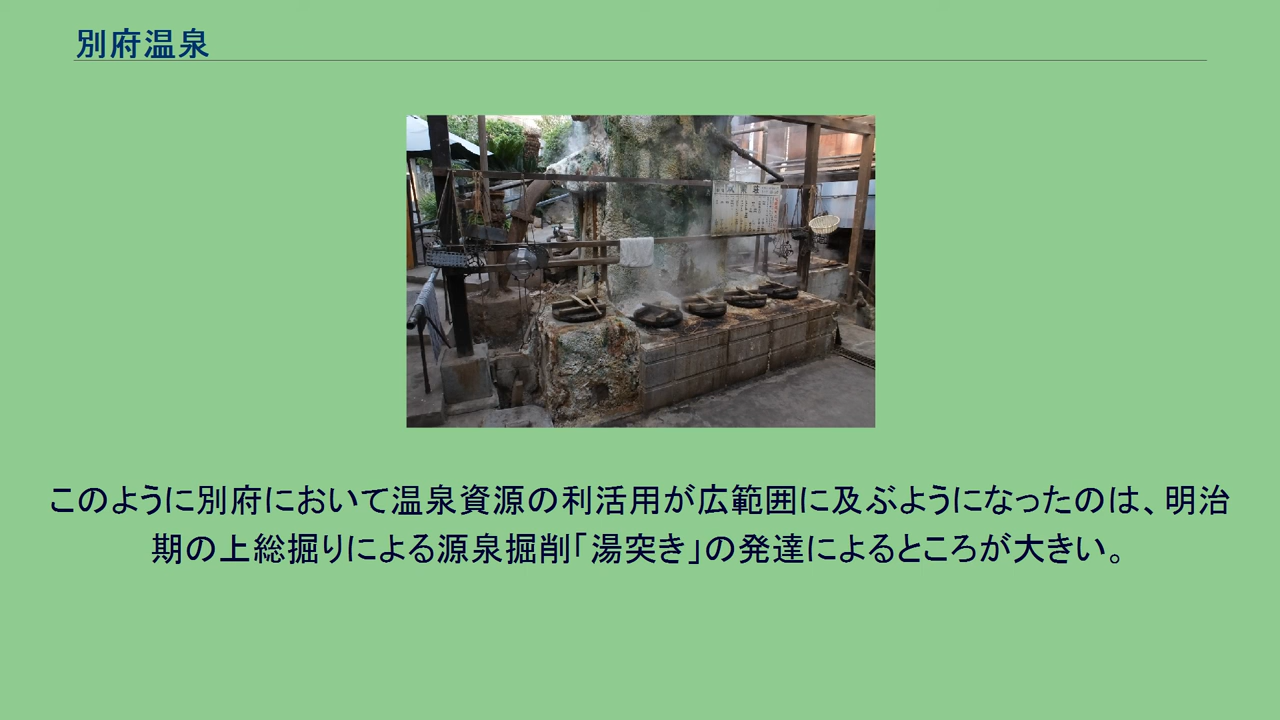 別府温泉
このように別府において温泉資源の利活用が広範囲に及ぶようになったのは、明治
期の上総掘りによる源泉掘削「湯突き」の発達によるところが大きい。